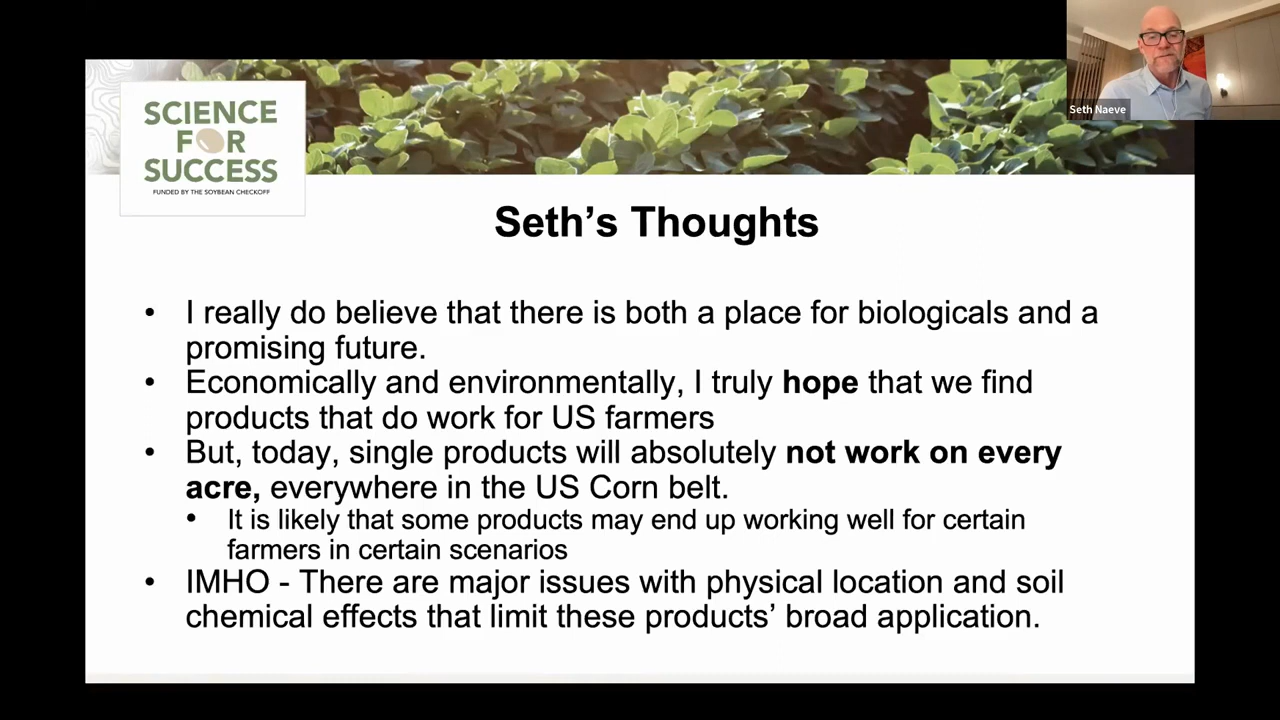 Seth Naeve
SCIENCE
FOR
SUCCESS
FUNDED BY THE SOYBEAN CHECKOFF
Seth’s Thoughts
• I really do believe that there is both a place for biologicals and a
promising future.
• Economically and environmentally, I truly hope that we find
products that do work for US farmers
• But, today, single products will absolutely not work on every
acre, everywhere in the US Corn belt.
• It is likely that some products may end up working well for certain
farmers in certain scenarios
• IMHO - There are major issues with physical location and soil
chemical effects that limit these products’ broad application.